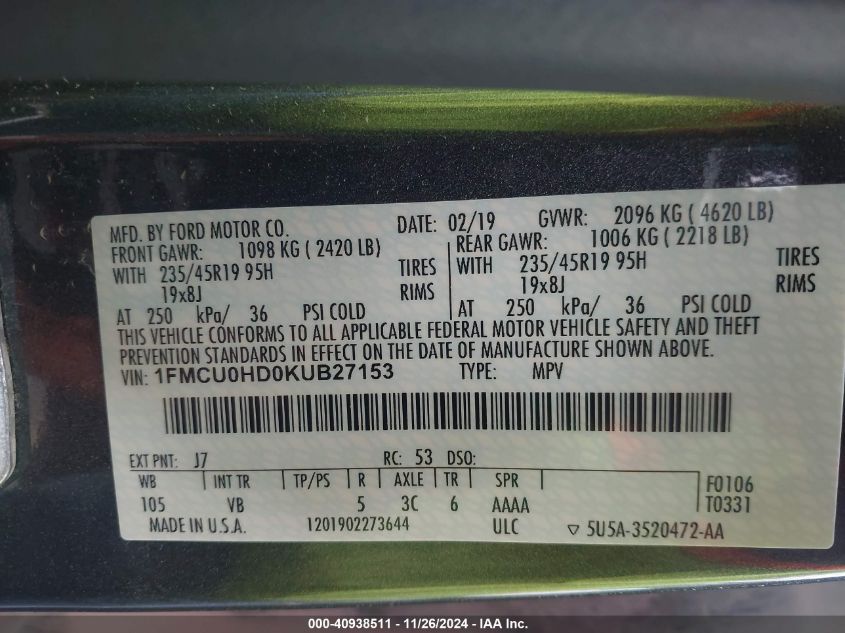 MFD. BY FORD MOTOR CO. DATE: 02/19 GVWR: 2096 KG ( 4620 LB)
FRONT GAWR: 1098 KG ( 2420 LB) REAR GAWR: 1006 KG ( 2218 LB)
WITH 235/45R19 95H TIRES WITH 235/45R19 95H TIRES
19x8J RIMS 19x8J RIMS
AT 250 kPa/ 36 PSI COLD AT 250 kPa/ 36 PSI COLD
THIS VEHICLE CONFORMS TO ALL APPLICABLE FEDERAL MOTOR VEHICLE SAFETY AND THEFT
PREVENTION STANDARDS IN EFFECT ON THE DATE OF MANUFACTURE SHOWN ABOVE.
VIN: 1FMCU0HD0KUB27153 TYPE: MPV
EXT PNT: J7 RC: 53 DSO:
WB INT TR TP/PS R AXLE TR SPR F0106
105 VB 5 3C 6 AAAA T0331
MADE IN U.S.A. 1201902273644 ULC ▽ 5U5A-3520472-AA
000-40938511 - 11/26/2024 - IAA Inc.